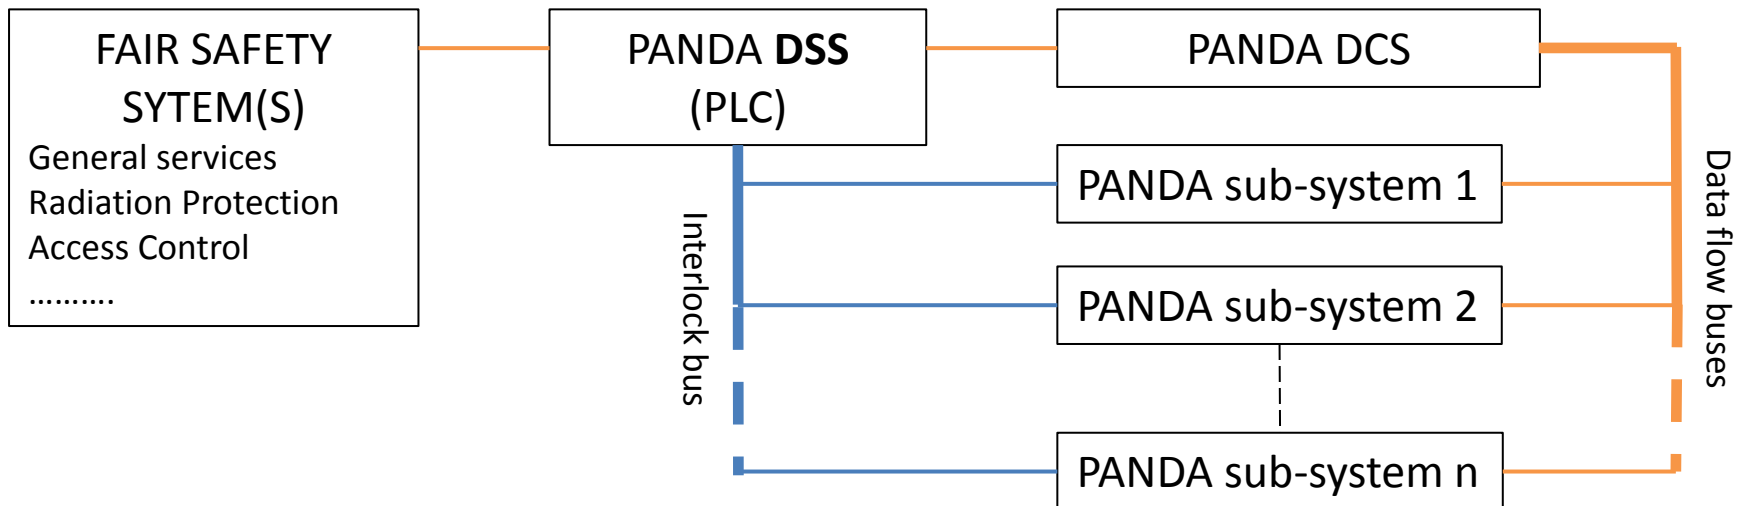 FAIR SAFETY
SYTEM(S)
General services
Radiation Protection
Access Control
……….
PANDA DSS
(PLC)
PANDA DCS
PANDA sub-system 1
PANDA sub-system 2
PANDA sub-system n
Interlock bus
Data flow buses